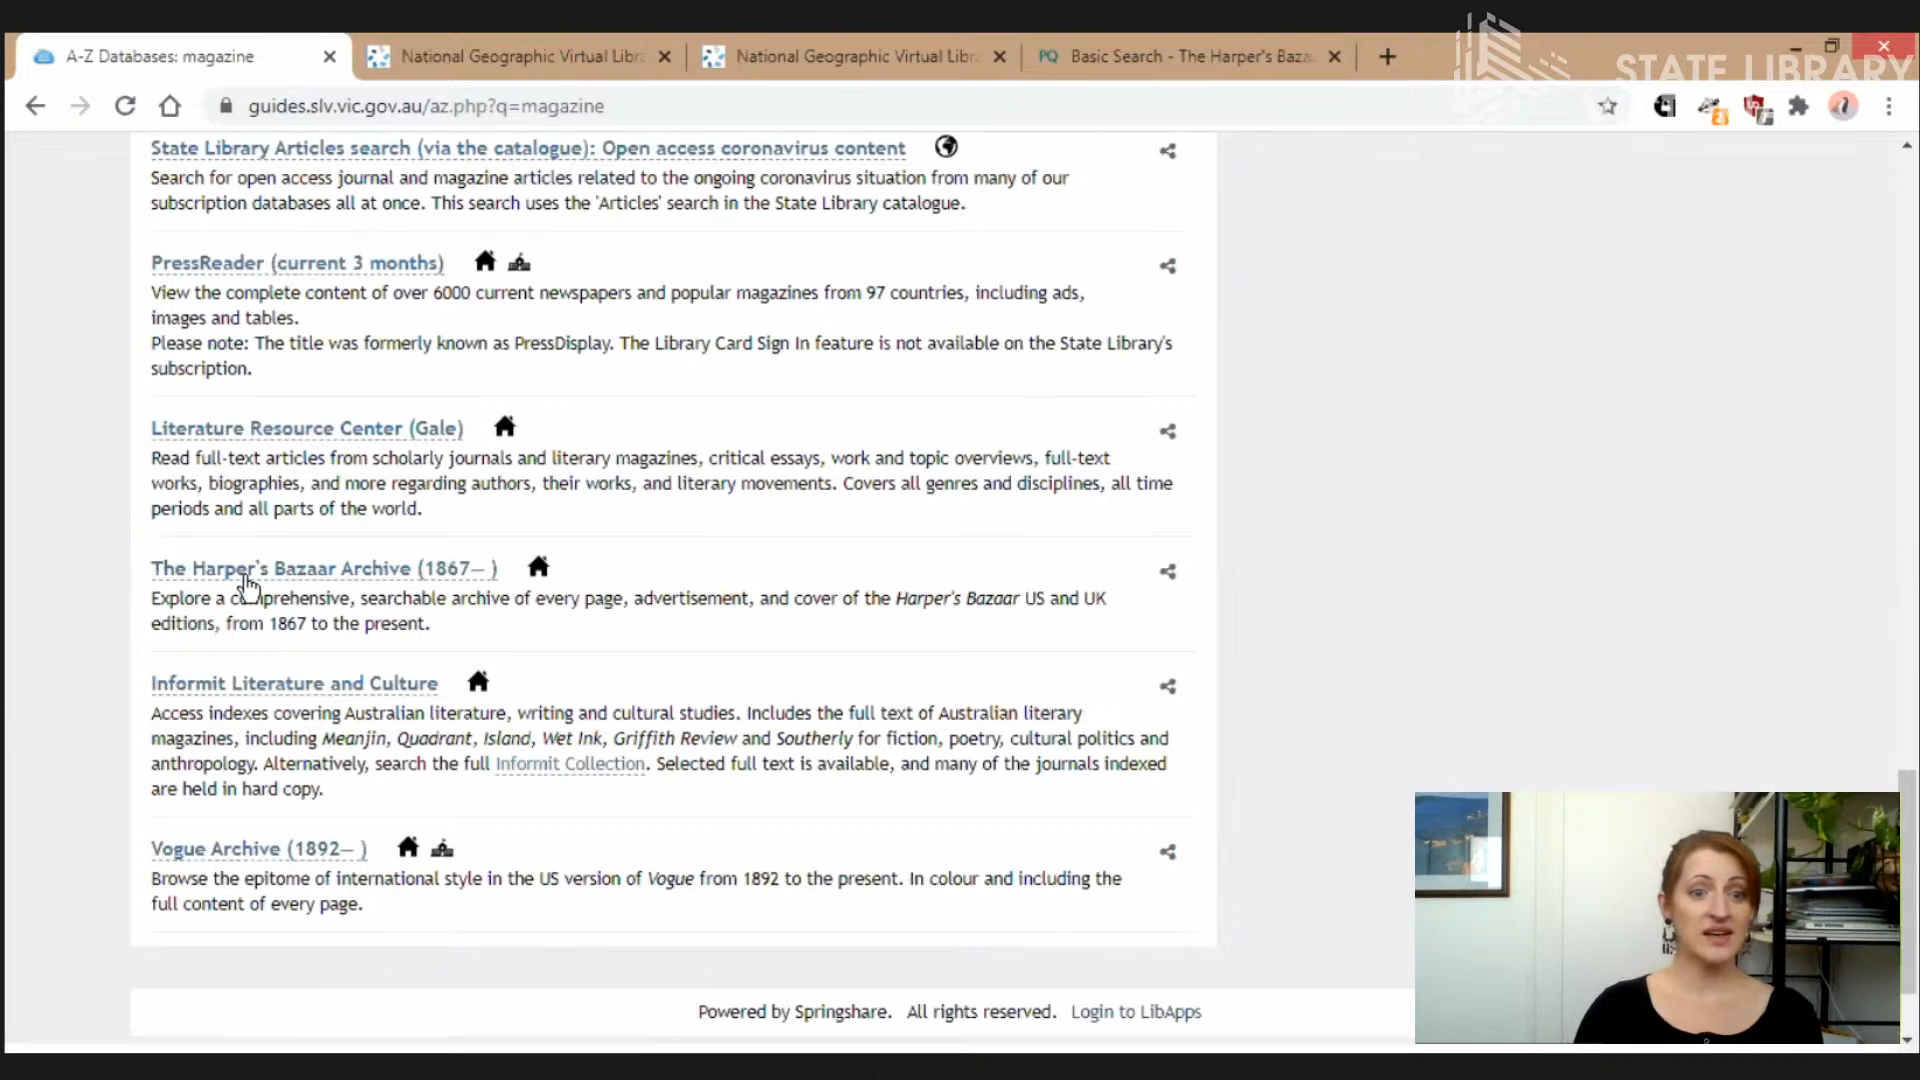 STATE LIBRARY
A-Z Databases: magazine
National Geographic Virtual Libr
National Geographic Virtual Libr
PQ Basic Search - The Harper's Baza
guides.slv.vic.gov.au/az.php?q=magazine
State Library Articles search (via the catalogue): Open access coronavirus content
Search for open access journal and magazine articles related to the ongoing coronavirus situation from many of our
subscription databases all at once. This search uses the 'Articles' search in the State Library catalogue.
PressReader (current 3 months)
View the complete content of over 6000 current newspapers and popular magazines from 97 countries, including ads,
images and tables.
Please note: The title was formerly known as PressDisplay. The Library Card Sign In feature is not available on the State Library's
subscription.
Literature Resource Center (Gale)
Read full-text articles from scholarly journals and literary magazines, critical essays, work and topic overviews, full-text
works, biographies, and more regarding authors, their works, and literary movements. Covers all genres and disciplines, all time
periods and all parts of the world.
The Harper's Bazaar Archive (1867– )
Explore a comprehensive, searchable archive of every page, advertisement, and cover of the Harper's Bazaar US and UK
editions, from 1867 to the present.
Informit Literature and Culture
Access indexes covering Australian literature, writing and cultural studies. Includes the full text of Australian literary
magazines, including Meanjin, Quadrant, Island, Wet Ink, Griffith Review and Southerly for fiction, poetry, cultural politics and
anthropology. Alternatively, search the full Informit Collection. Selected full text is available, and many of the journals indexed
are held in hard copy.
Vogue Archive (1892– )
Browse the epitome of international style in the US version of Vogue from 1892 to the present. In colour and including the
full content of every page.
Powered by Springshare. All rights reserved. Login to LibApps